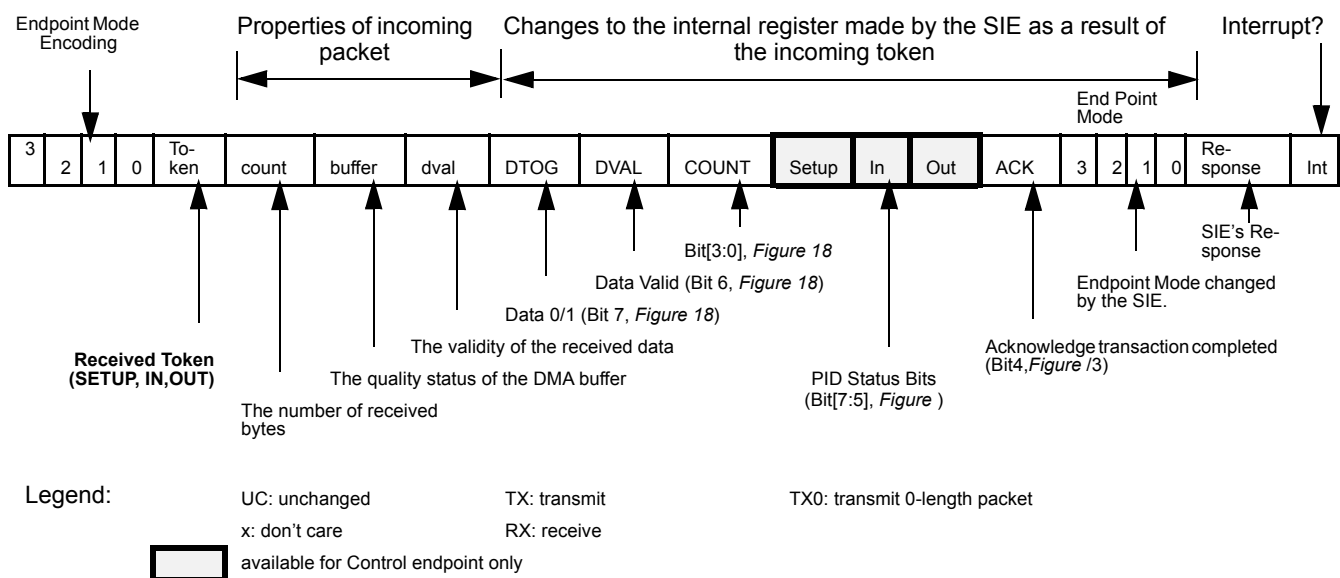 Endpoint Mode
Encoding
Properties of incoming
packet
Changes to the internal register made by the SIE as a result of
the incoming token
Interrupt?
End Point
Mode
3 2 1 0 To-
ken count buffer dval DTOG DVAL COUNT Setup In Out ACK 3 2 1 0 Re-
sponse Int
Bit[3:0], Figure 18
SIE's Re-
sponse
Data Valid (Bit 6, Figure 18)
Endpoint Mode changed
by the SIE.
Data 0/1 (Bit 7, Figure 18)
Received Token
(SETUP, IN,OUT)
The validity of the received data
Acknowledge transaction completed
(Bit4,Figure /3)
The quality status of the DMA buffer
PID Status Bits
(Bit[7:5], Figure )
The number of received
bytes
Legend:
UC: unchanged TX: transmit TX0: transmit 0-length packet
x: don't care RX: receive
available for Control endpoint only